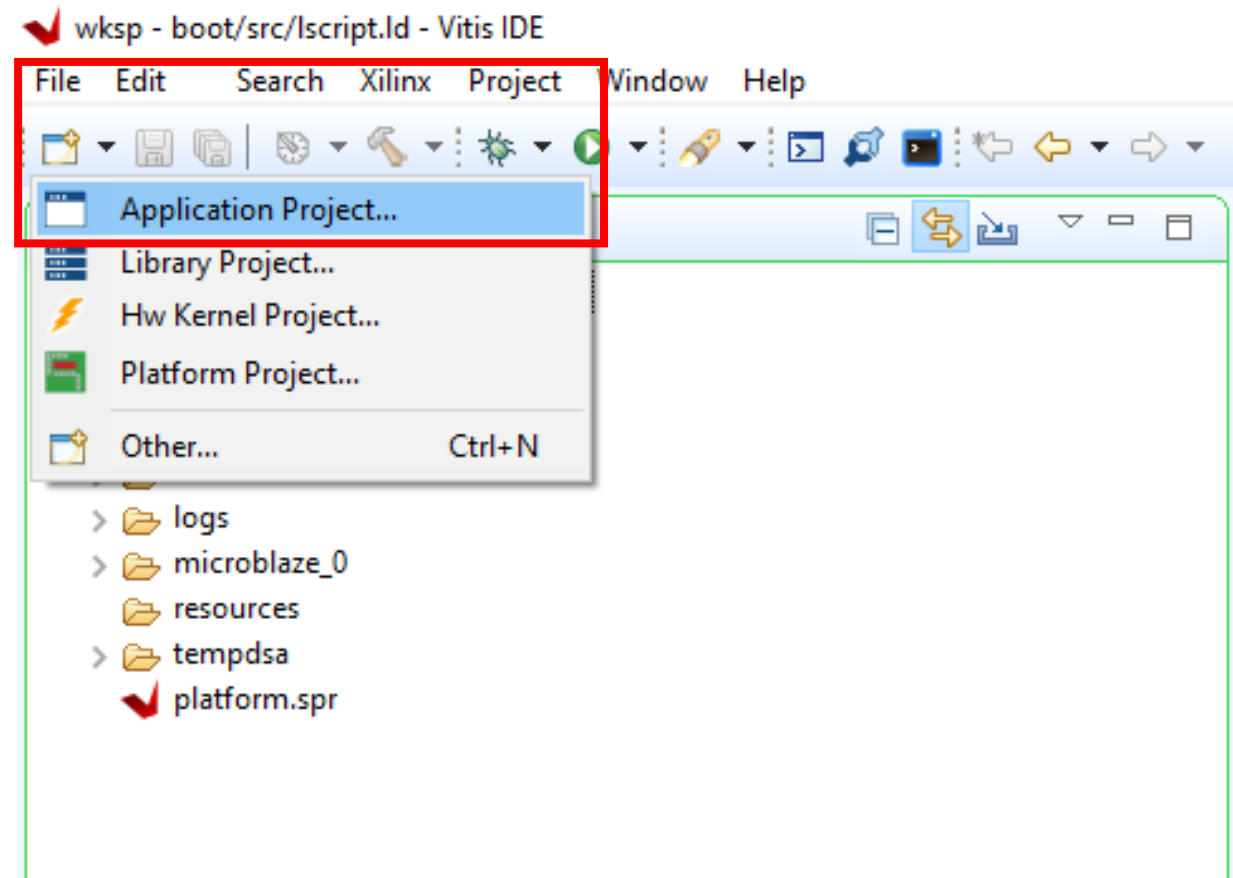 wksp - boot/src/lscript.ld - Vitis IDE
File Edit Search Xilinx Project Window Help
Application Project...
Library Project...
Hw Kernel Project...
Platform Project...
Other... Ctrl+N
logs
microblaze_0
resources
tempdsa
platform.spr